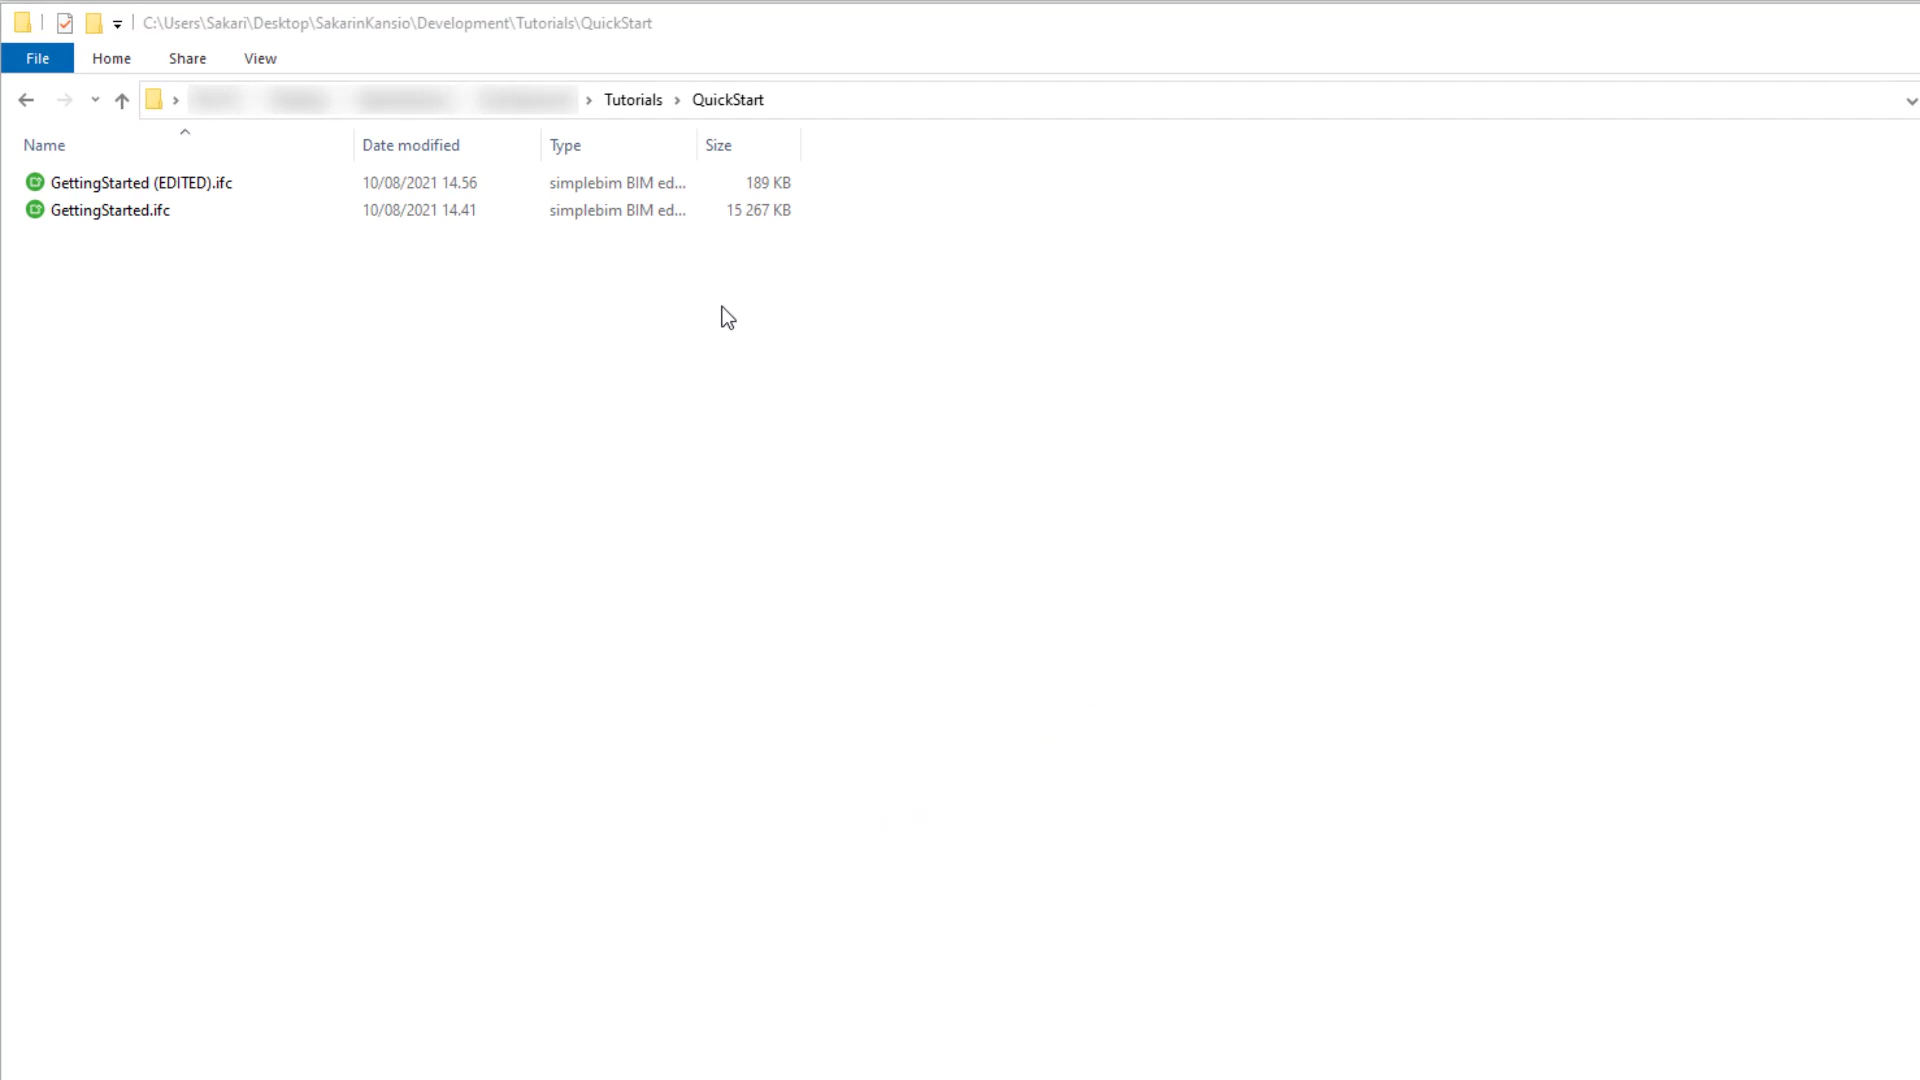 C:\Users\Sakari\Desktop\SakarinKansio\Development\Tutorials\QuickStart
File Home Share View
Tutorials QuickStart
Name Date modified Type Size
GettingStarted (EDITED).ifc 10/08/2021 14.56 simplebim BIM ed... 189 KB
GettingStarted.ifc 10/08/2021 14.41 simplebim BIM ed... 15 267 KB